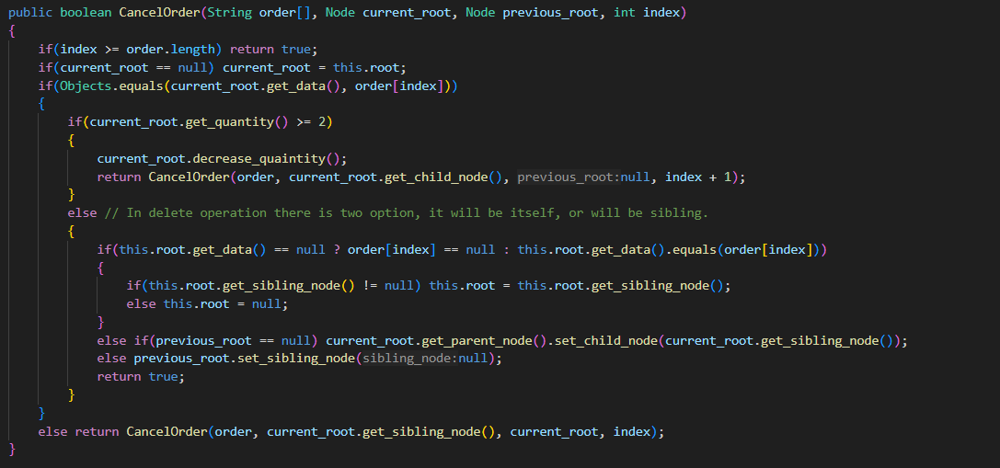 public boolean CancelOrder(String order[], Node current_root, Node previous_root, int index)
{
    if(index >= order.length) return true;
    if(current_root == null) current_root = this.root;
    if(Objects.equals(current_root.get_data(), order[index]))
    {
        if(current_root.get_quantity() >= 2)
        {
            current_root.decrease_quaintity();
            return CancelOrder(order, current_root.get_child_node(), previous_root:null, index + 1);
        }
        else // In delete operation there is two option, it will be itself, or will be sibling.
        {
            if(this.root.get_data() == null ? order[index] == null : this.root.get_data().equals(order[index]))
            {
                if(this.root.get_sibling_node() != null) this.root = this.root.get_sibling_node();
                else this.root = null;
            }
            else if(previous_root == null) current_root.get_parent_node().set_child_node(current_root.get_sibling_node());
            else previous_root.set_sibling_node(sibling_node:null);
            return true;
        }
    }
    else return CancelOrder(order, current_root.get_sibling_node(), current_root, index);
}